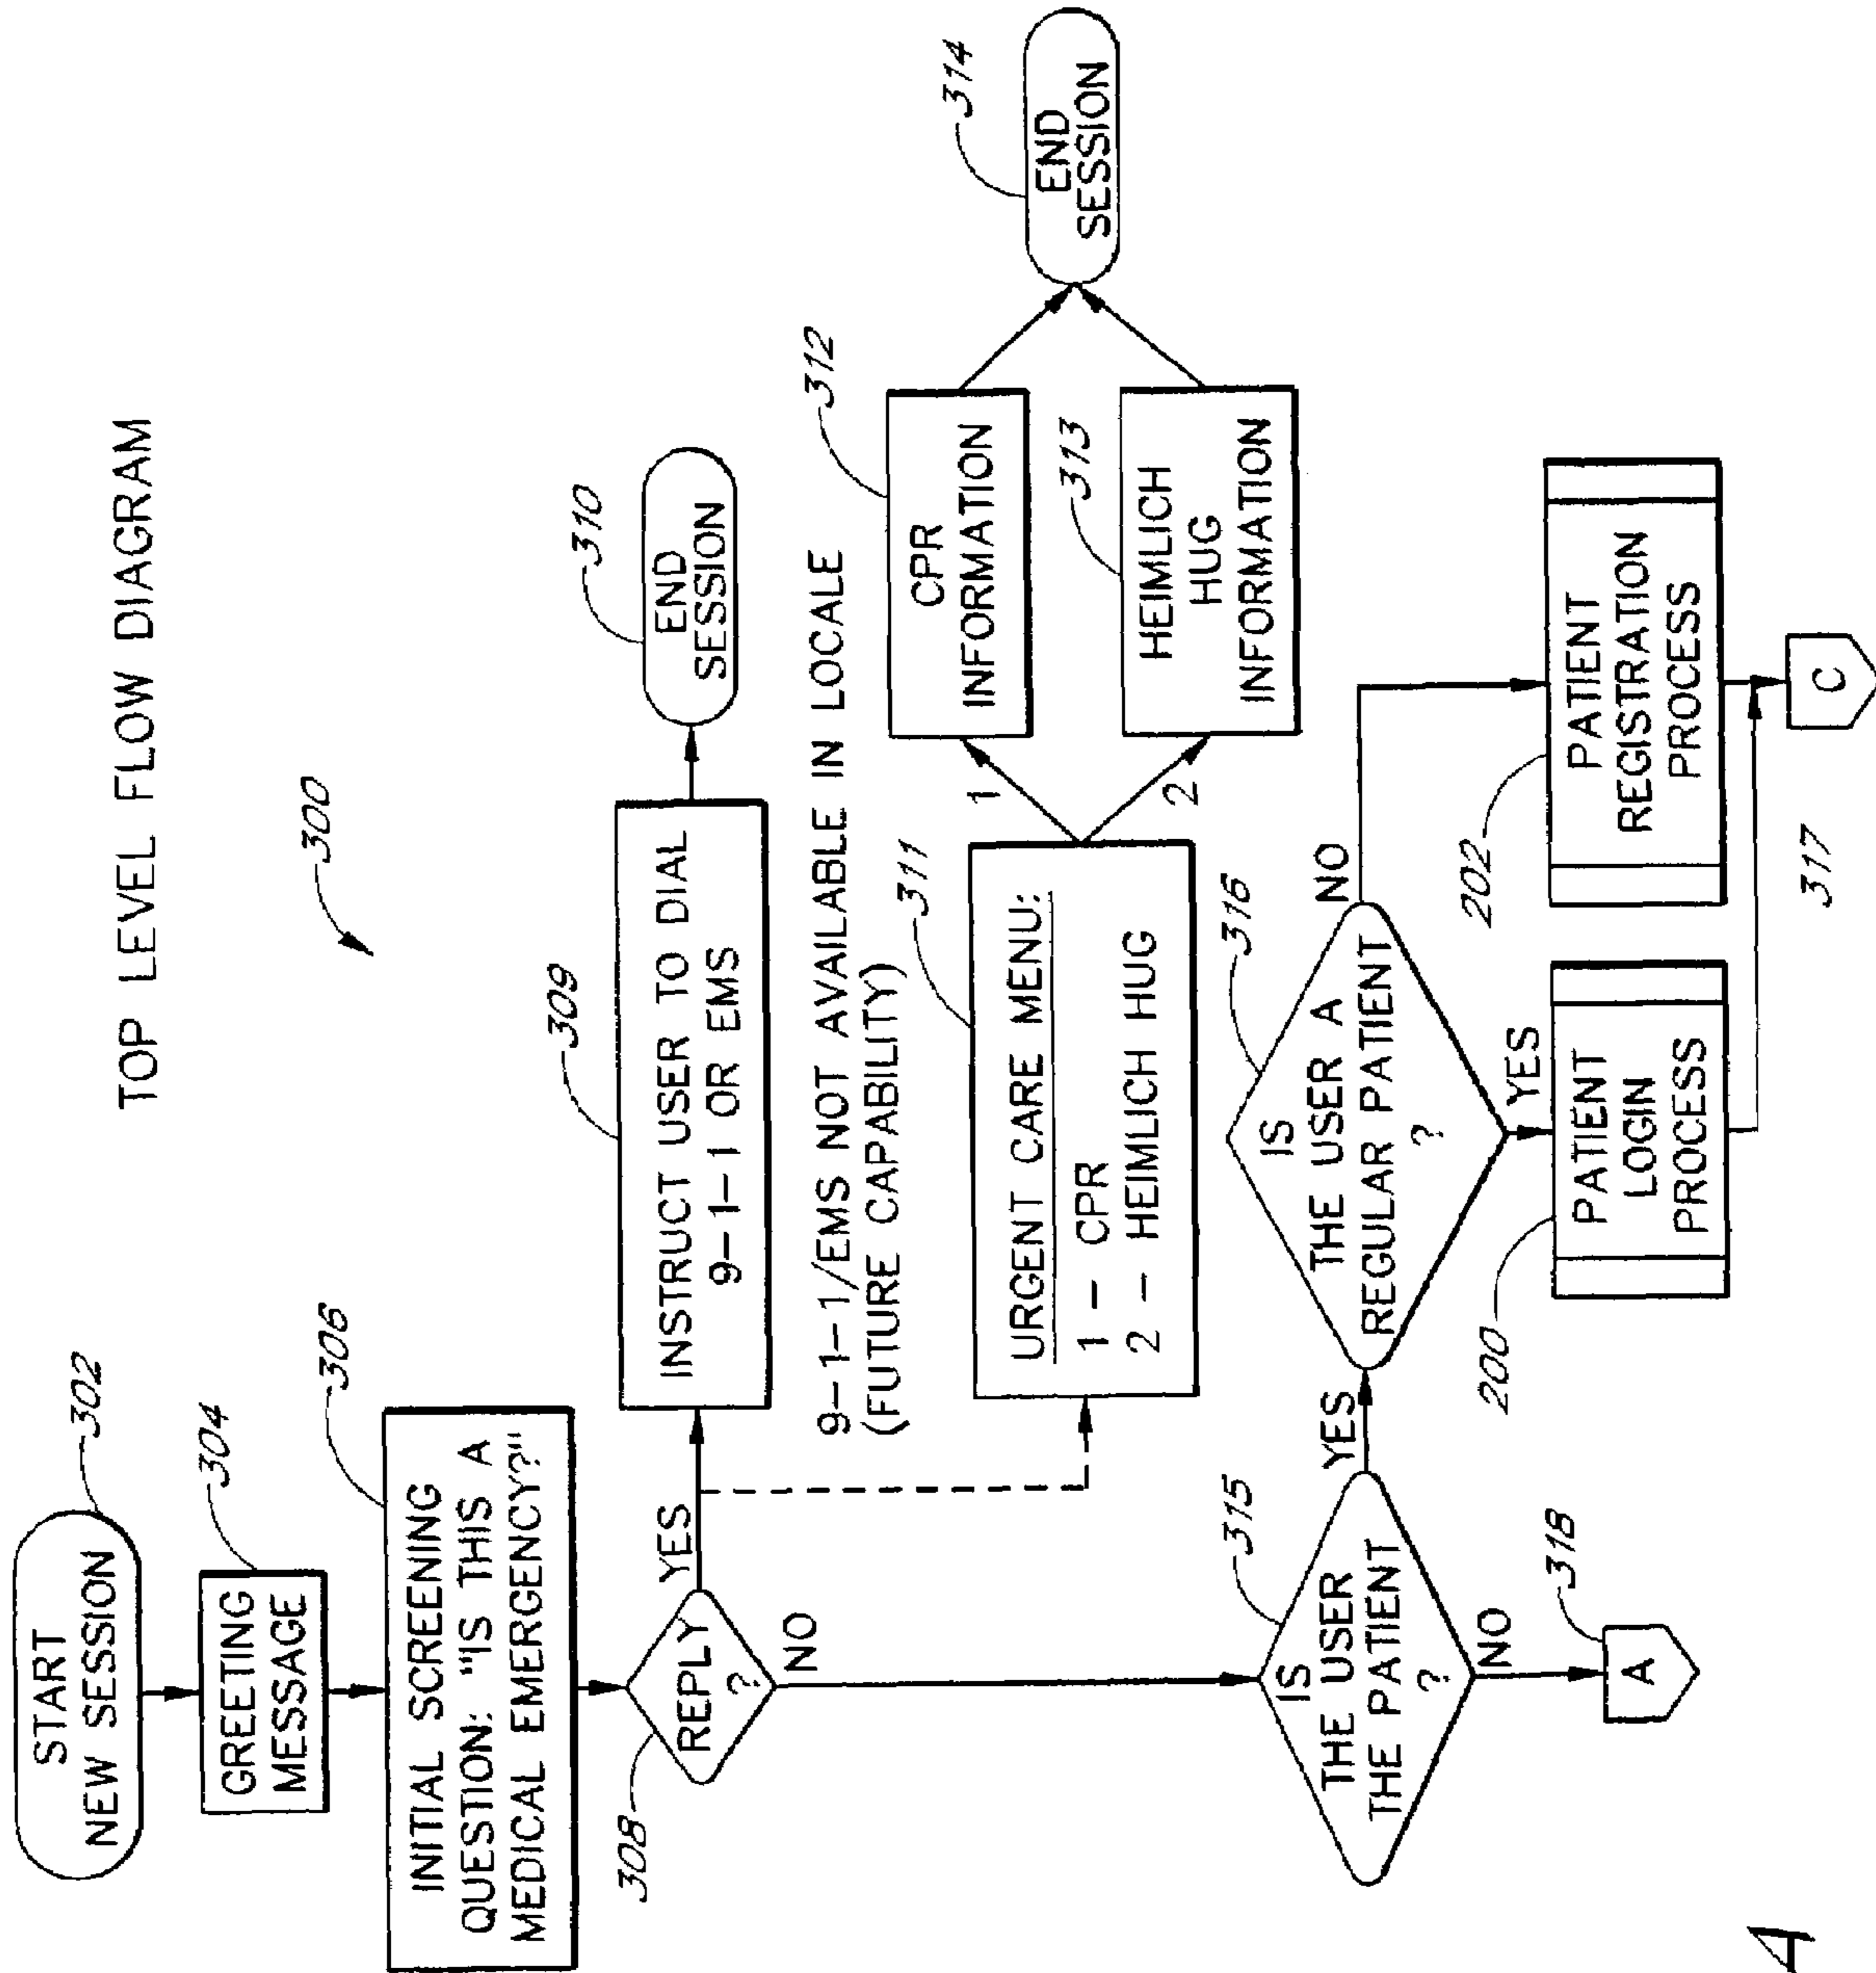 TOP LEVEL FLOW DIAGRAM
300
START
NEW SESSION
302
GREETING
MESSAGE
304
INITIAL SCREENING
QUESTION: "IS THIS A
MEDICAL EMERGENCY?"
306
REPLY
?
308
YES
NO
INSTRUCT USER TO DIAL
9-1-1 OR EMS
309
END
SESSION
310
9-1-1/EMS NOT AVAILABLE IN LOCALE
(FUTURE CAPABILITY)
URGENT CARE MENU:
1 - CPR
2 - HEIMLICH HUG
311
1
2
CPR
INFORMATION
312
HEIMLICH
HUG
INFORMATION
313
END
SESSION
314
IS
THE USER
THE PATIENT
?
315
YES
NO
A
318
IS
THE USER A
REGULAR PATIENT
?
316
NO
YES
PATIENT
LOGIN
PROCESS
200
PATIENT
REGISTRATION
PROCESS
202
317
C
A